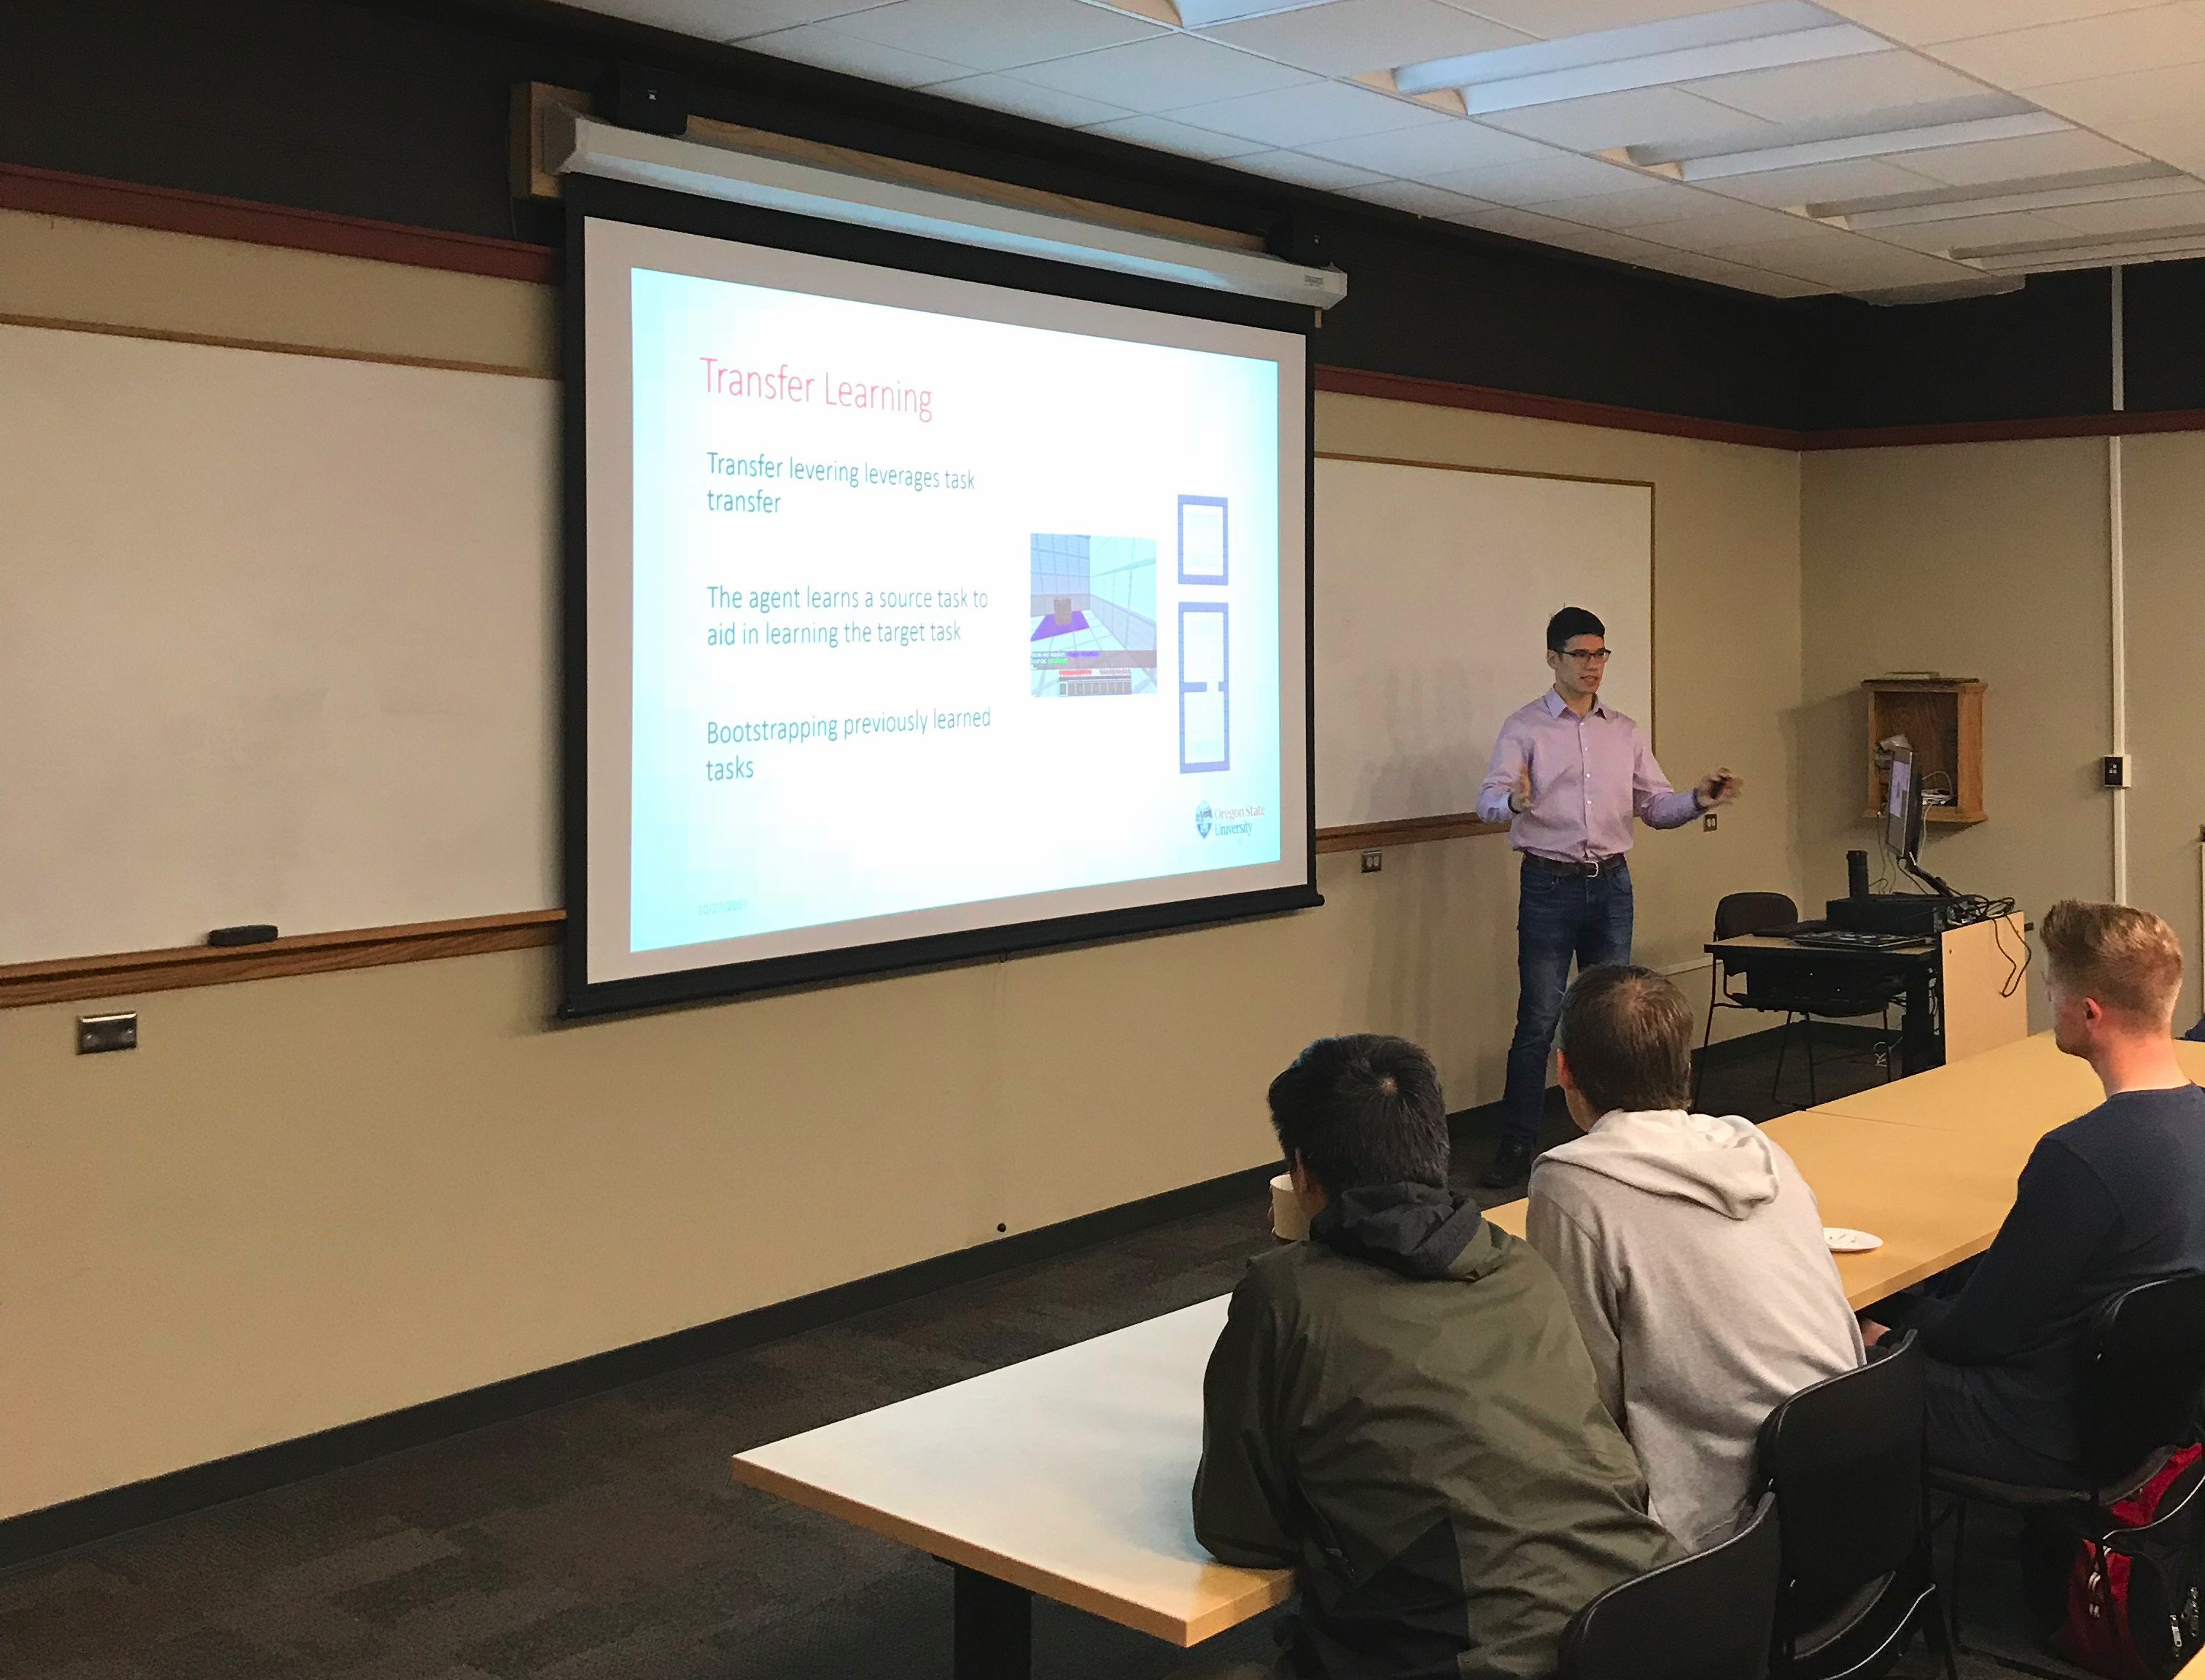 Transfer Learning
Transfer levering leverages task
transfer
The agent learns a source task to
aid in learning the target task
Bootstrapping previously learned
tasks
Oregon State
University